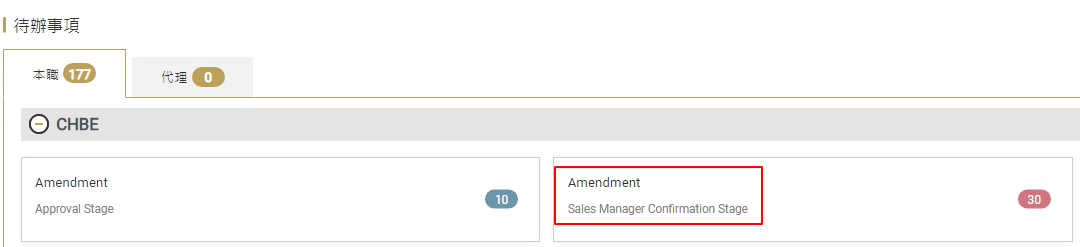 待辦事項
本職 177 代理 0
CHBE
Amendment
Approval Stage
10
Amendment
Sales Manager Confirmation Stage
30